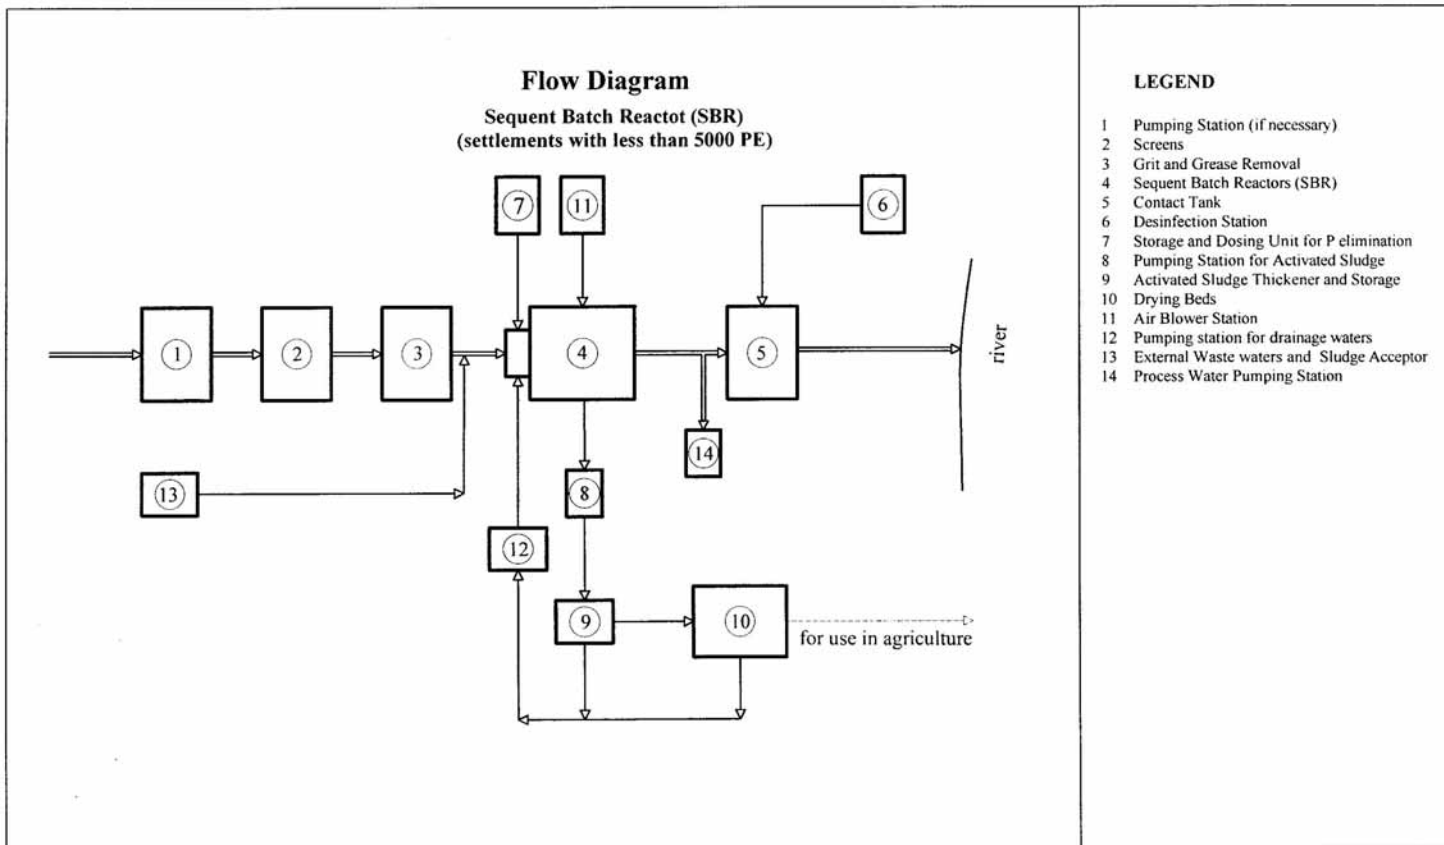 Flow Diagram
Sequent Batch Reactot (SBR)
(settlements with less than 5000 PE)
7
11
6
1
2
3
4
5
river
14
13
8
12
9
10
for use in agriculture
LEGEND
1 Pumping Station (if necessary)
2 Screens
3 Grit and Grease Removal
4 Sequent Batch Reactors (SBR)
5 Contact Tank
6 Desinfection Station
7 Storage and Dosing Unit for P elimination
8 Pumping Station for Activated Sludge
9 Activated Sludge Thickener and Storage
10 Drying Beds
11 Air Blower Station
12 Pumping station for drainage waters
13 External Waste waters and Sludge Acceptor
14 Process Water Pumping Station